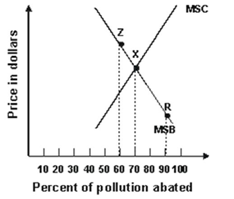 MSC
Z
X
R
MSB
Price in dollars
10 20 30 40 50 60 70 80 90 100
Percent of pollution abated